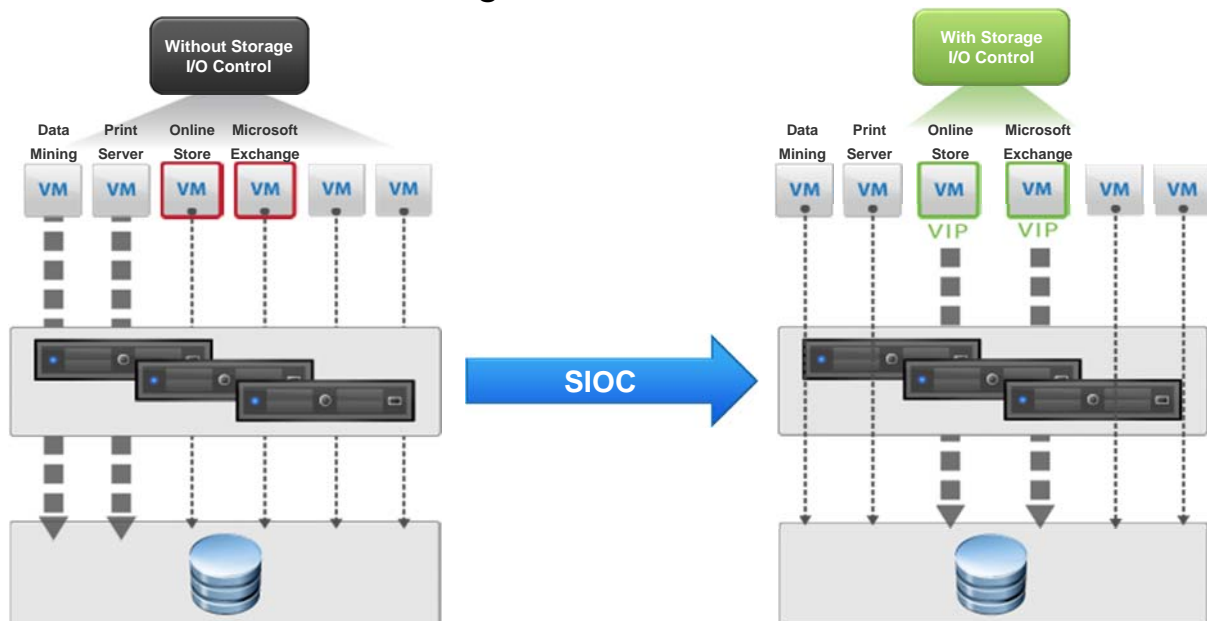 g
Without Storage
I/O Control
Data Print Online Microsoft
Mining Server Store Exchange
VM VM VM VM VM VM
SIOC
With Storage
I/O Control
Data Print Online Microsoft
Mining Server Store Exchange
VM VM VM VM VM VM
VIP VIP